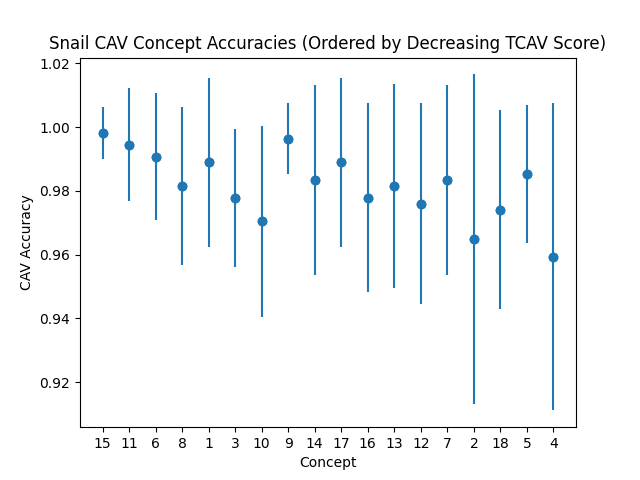 Snail CAV Concept Accuracies (Ordered by Decreasing TCAV Score)
1.02
1.00
0.98
0.96
0.94
0.92
CAV Accuracy
15 11 6 8 1 3 10 9 14 17 16 13 12 7 2 18 5 4
Concept